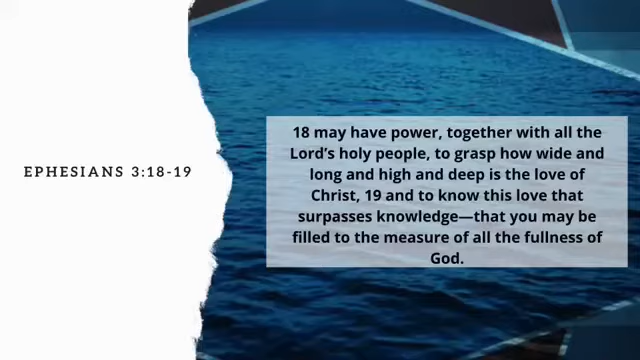 EPHESIANS 3:18-19
18 may have power, together with all the
Lord's holy people, to grasp how wide and
long and high and deep is the love of
Christ, 19 and to know this love that
surpasses knowledge—that you may be
filled to the measure of all the fullness of
God.